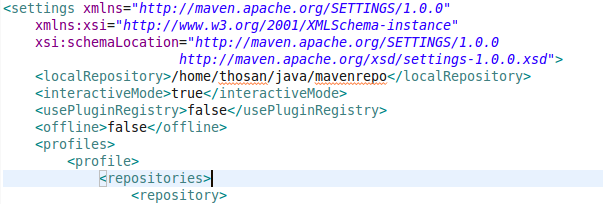 <settings xmlns="http://maven.apache.org/SETTINGS/1.0.0"
xmlns:xsi="http://www.w3.org/2001/XMLSchema-instance"
xsi:schemaLocation="http://maven.apache.org/SETTINGS/1.0.0
http://maven.apache.org/xsd/settings-1.0.0.xsd">
<localRepository>/home/thosan/java/mavenrepo</localRepository>
<interactiveMode>true</interactiveMode>
<usePluginRegistry>false</usePluginRegistry>
<offline>false</offline>
<profiles>
<profile>
<repositories>
<repository>